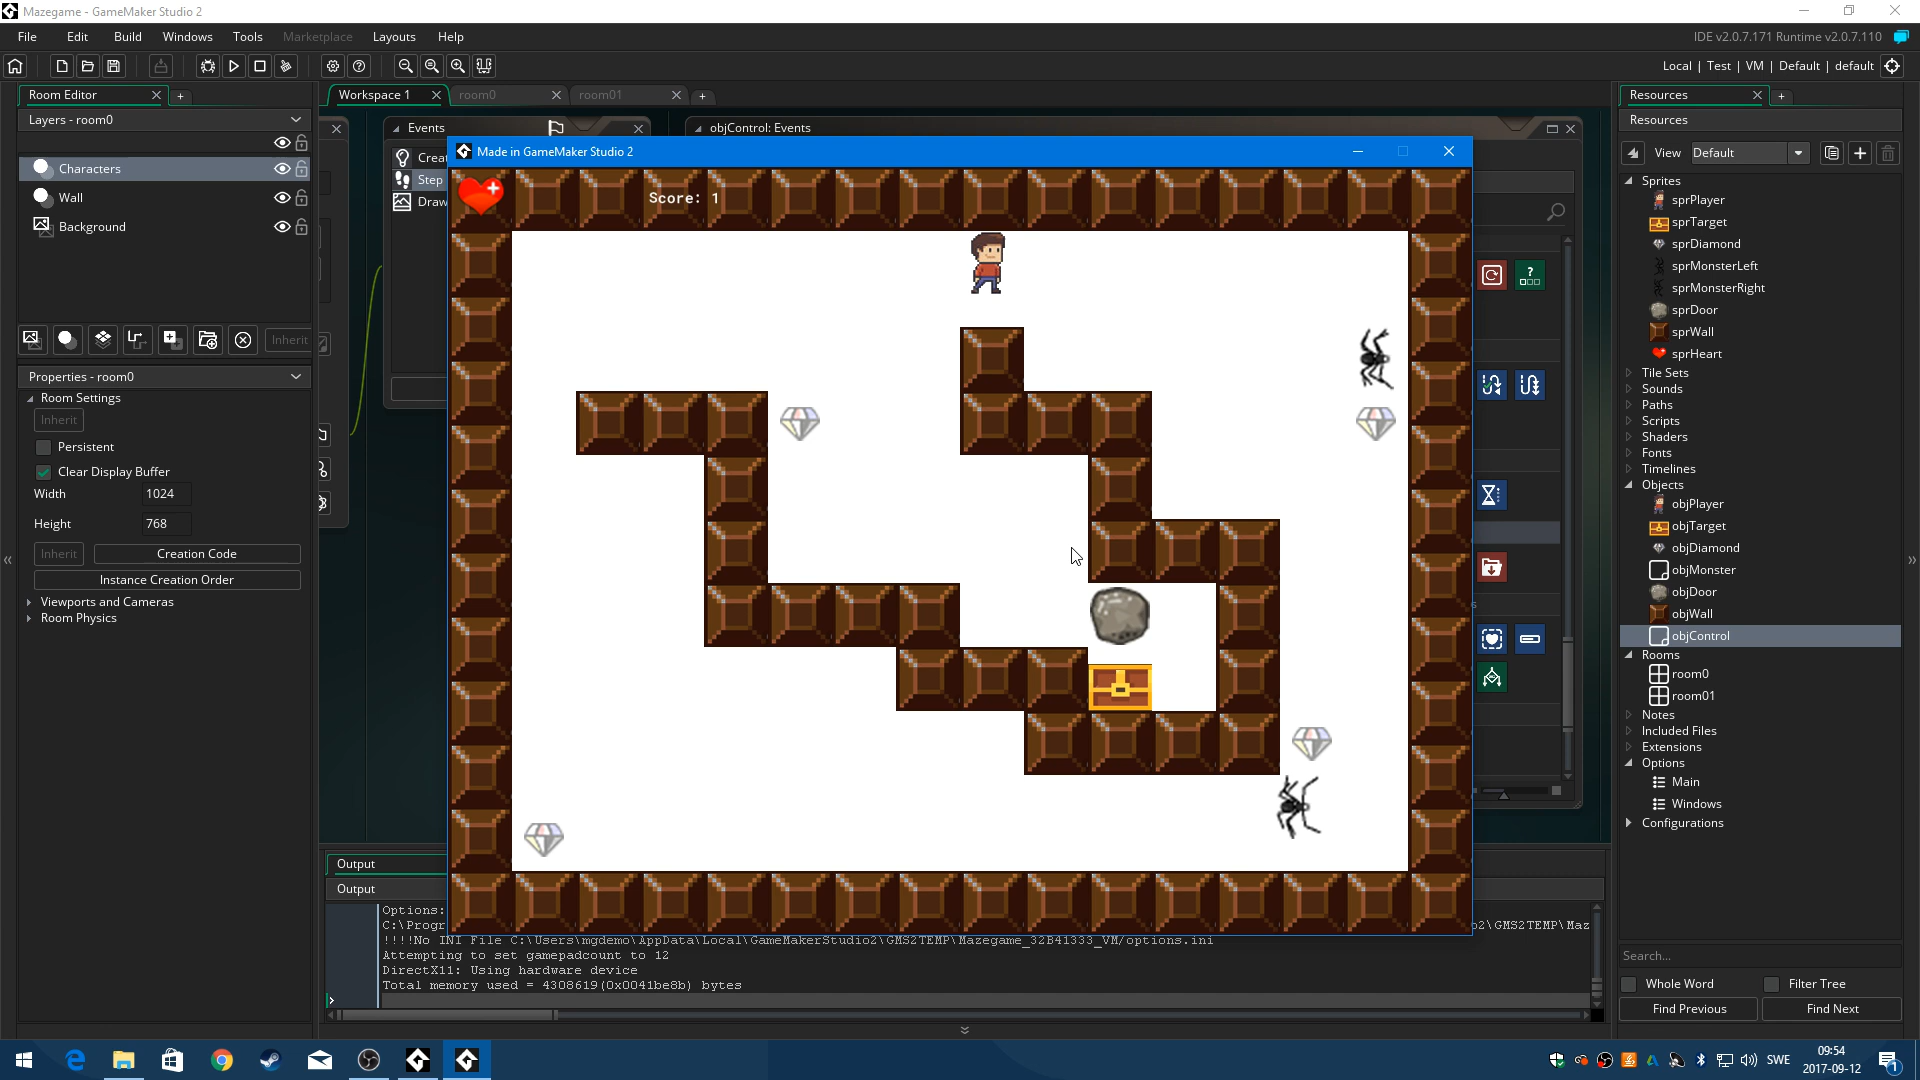 Mazegame - GameMaker Studio 2
File Edit Build Windows Tools Marketplace Layouts Help
IDE v2.0.7.171 Runtime v2.0.7.110
Local | Test | VM | Default | default
Room Editor
Layers - room0
Characters
Wall
Background
Inherit
Properties - room0
Room Settings
Inherit
Persistent
Clear Display Buffer
Width 1024
Height 768
Inherit Creation Code
Instance Creation Order
Viewports and Cameras
Room Physics
Workspace 1 room0 room01
Events
Creat
Step
Draw
objControl: Events
Made in GameMaker Studio 2
Score: 1
Output
Output
Options:
C:\Progr
2\GMS2TEMP\Maz
!!!!No INI File C:\Users\mgdemo\AppData\Local\GameMakerStudio2\GMS2TEMP\Mazegame_32B41333_VM/options.ini
Attempting to set gamepadcount to 12
DirectX11: Using hardware device
Total memory used = 4308619(0x0041be8b) bytes
Resources
Resources
View Default
Sprites
sprPlayer
sprTarget
sprDiamond
sprMonsterLeft
sprMonsterRight
sprDoor
sprWall
sprHeart
Tile Sets
Sounds
Paths
Scripts
Shaders
Fonts
Timelines
Objects
objPlayer
objTarget
objDiamond
objMonster
objDoor
objWall
objControl
Rooms
room0
room01
Notes
Included Files
Extensions
Options
Main
Windows
Configurations
Search...
Whole Word Filter Tree
Find Previous Find Next
SWE
09:54
2017-09-12
1